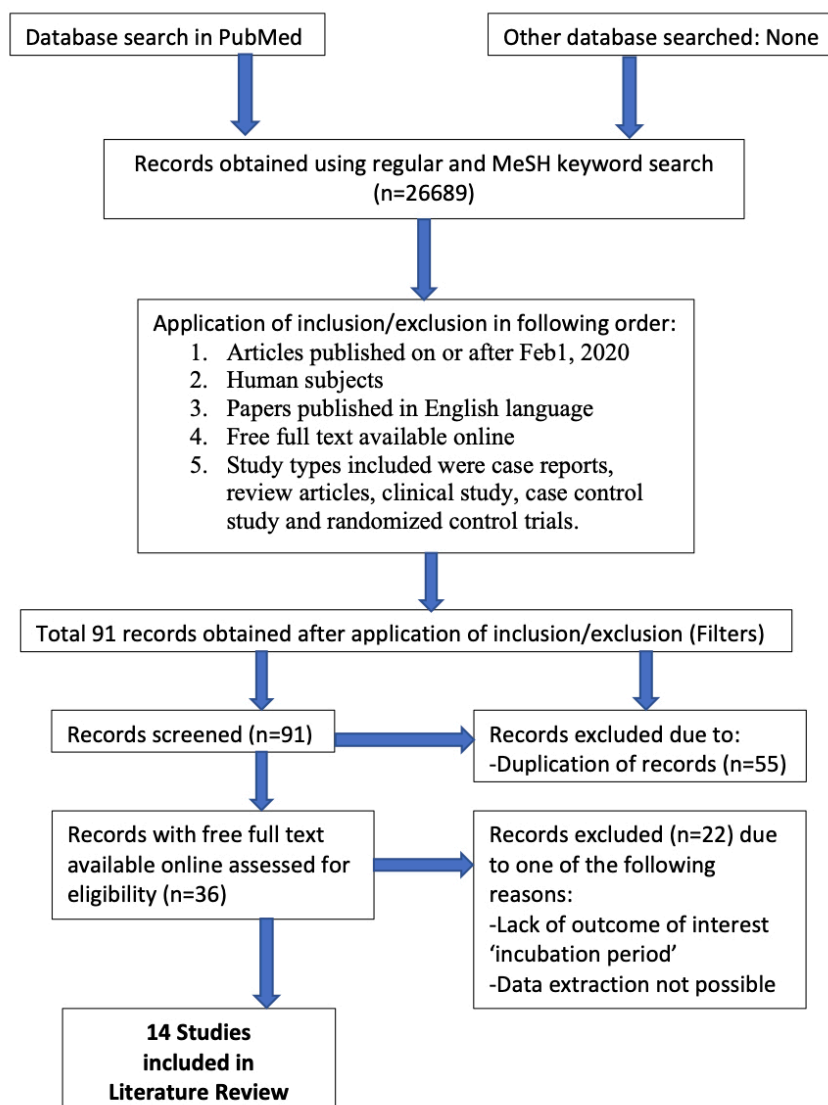 Database search in PubMed
Other database searched: None
Records obtained using regular and MeSH keyword search
(n=26689)
Application of inclusion/exclusion in following order:
1. Articles published on or after Feb1, 2020
2. Human subjects
3. Papers published in English language
4. Free full text available online
5. Study types included were case reports,
review articles, clinical study, case control
study and randomized control trials.
Total 91 records obtained after application of inclusion/exclusion (Filters)
Records screened (n=91)
Records excluded due to:
-Duplication of records (n=55)
Records with free full text
available online assessed for
eligibility (n=36)
Records excluded (n=22) due
to one of the following
reasons:
-Lack of outcome of interest
‘incubation period’
-Data extraction not possible
14 Studies
included in
Literature Review